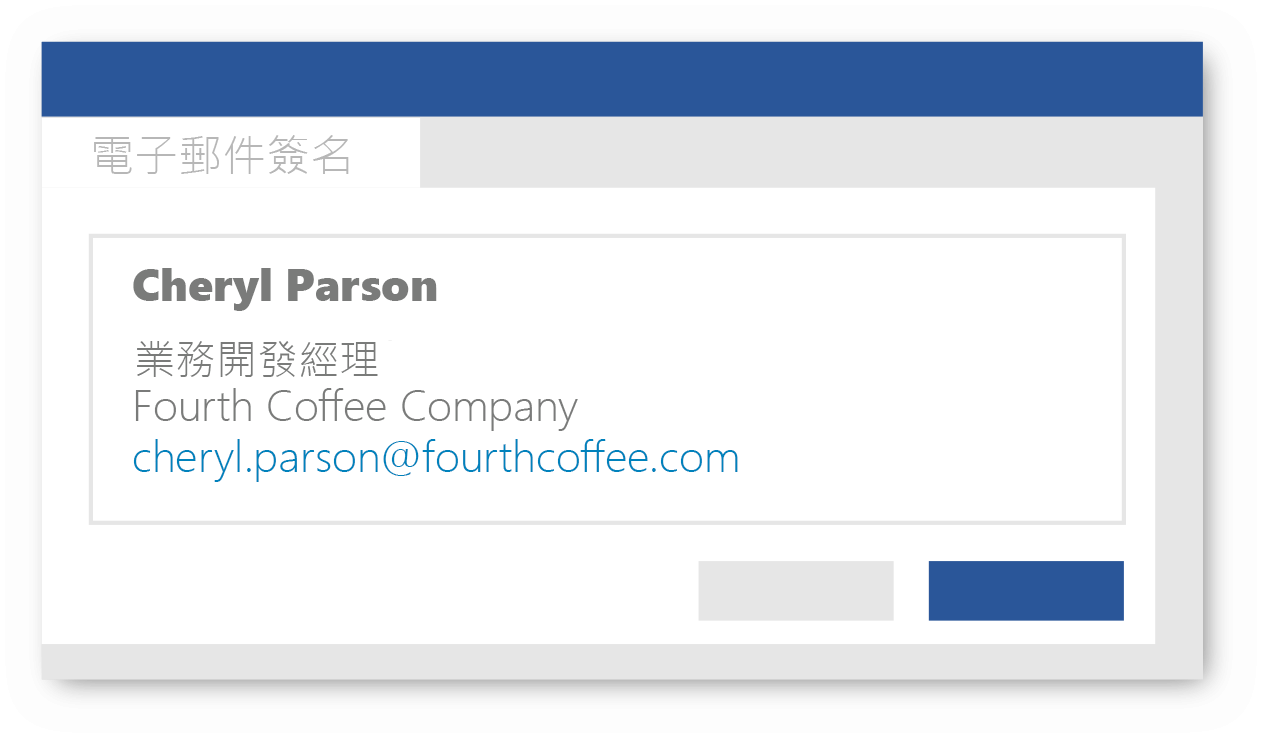 電子郵件簽名
Cheryl Parson
業務開發經理
Fourth Coffee Company
cheryl.parson@fourthcoffee.com